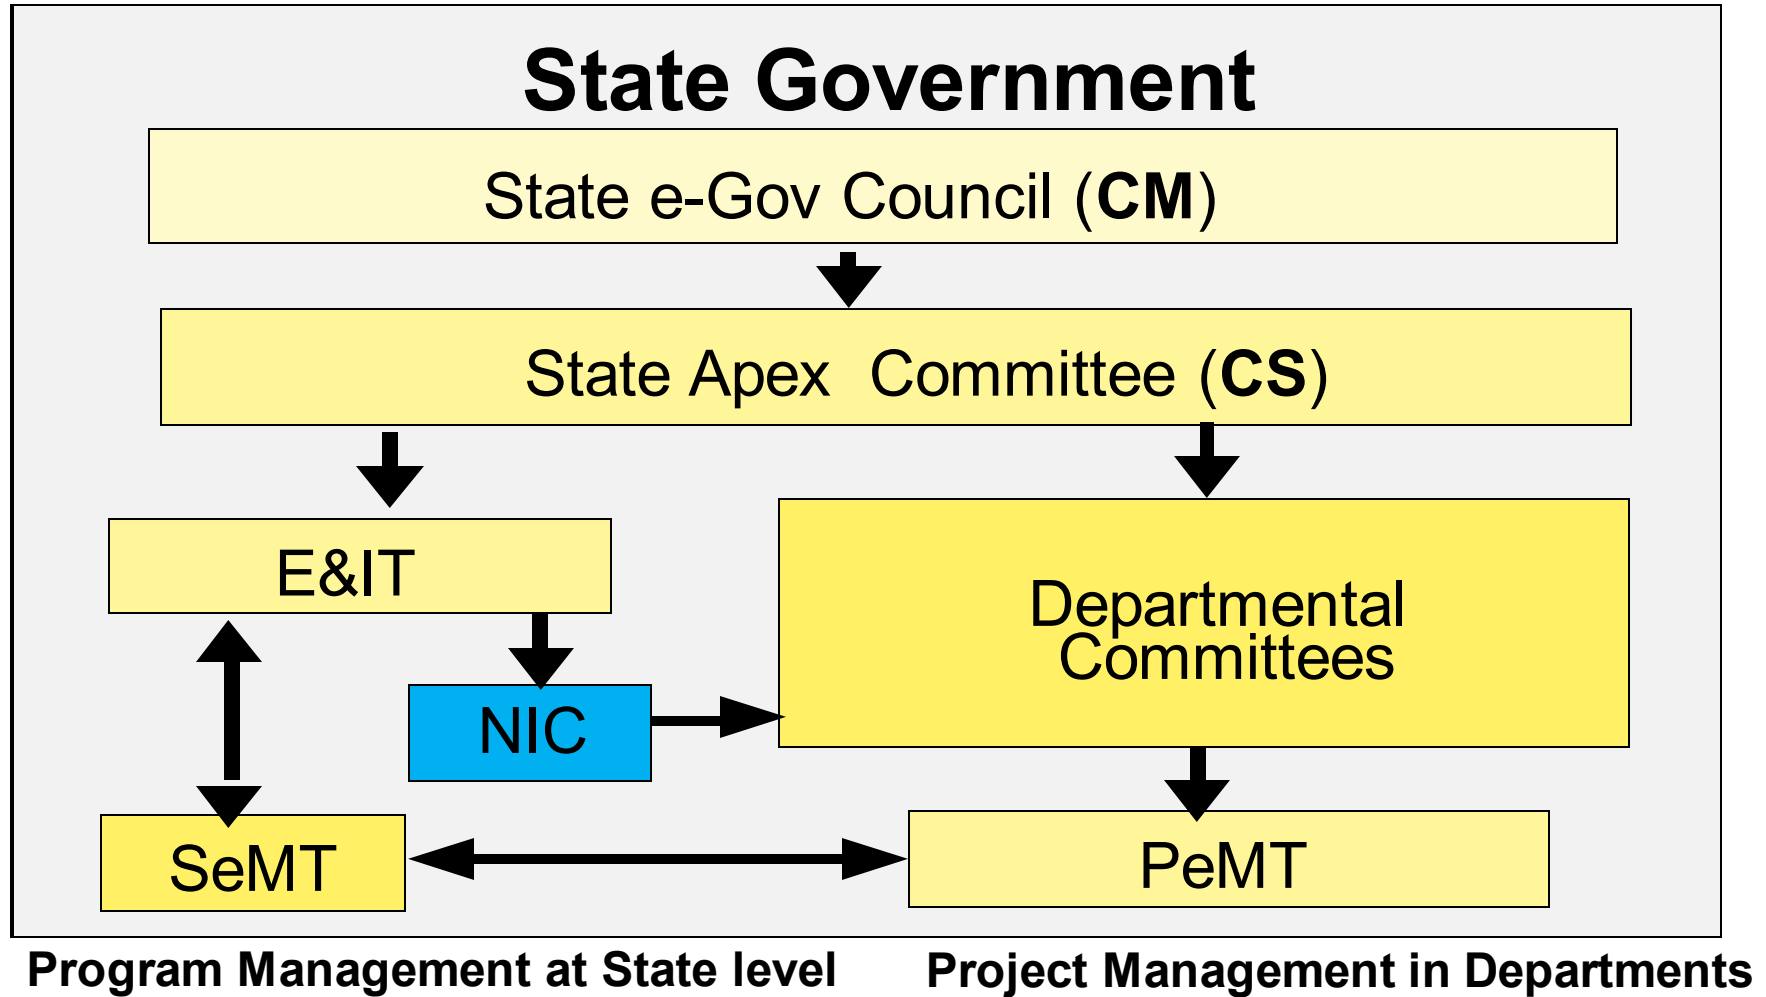 State Government
State e-Gov Council (CM)
State Apex Committee (CS)
E&IT
Departmental
Committees
NIC
SeMT
PeMT
Program Management at State level
Project Management in Departments